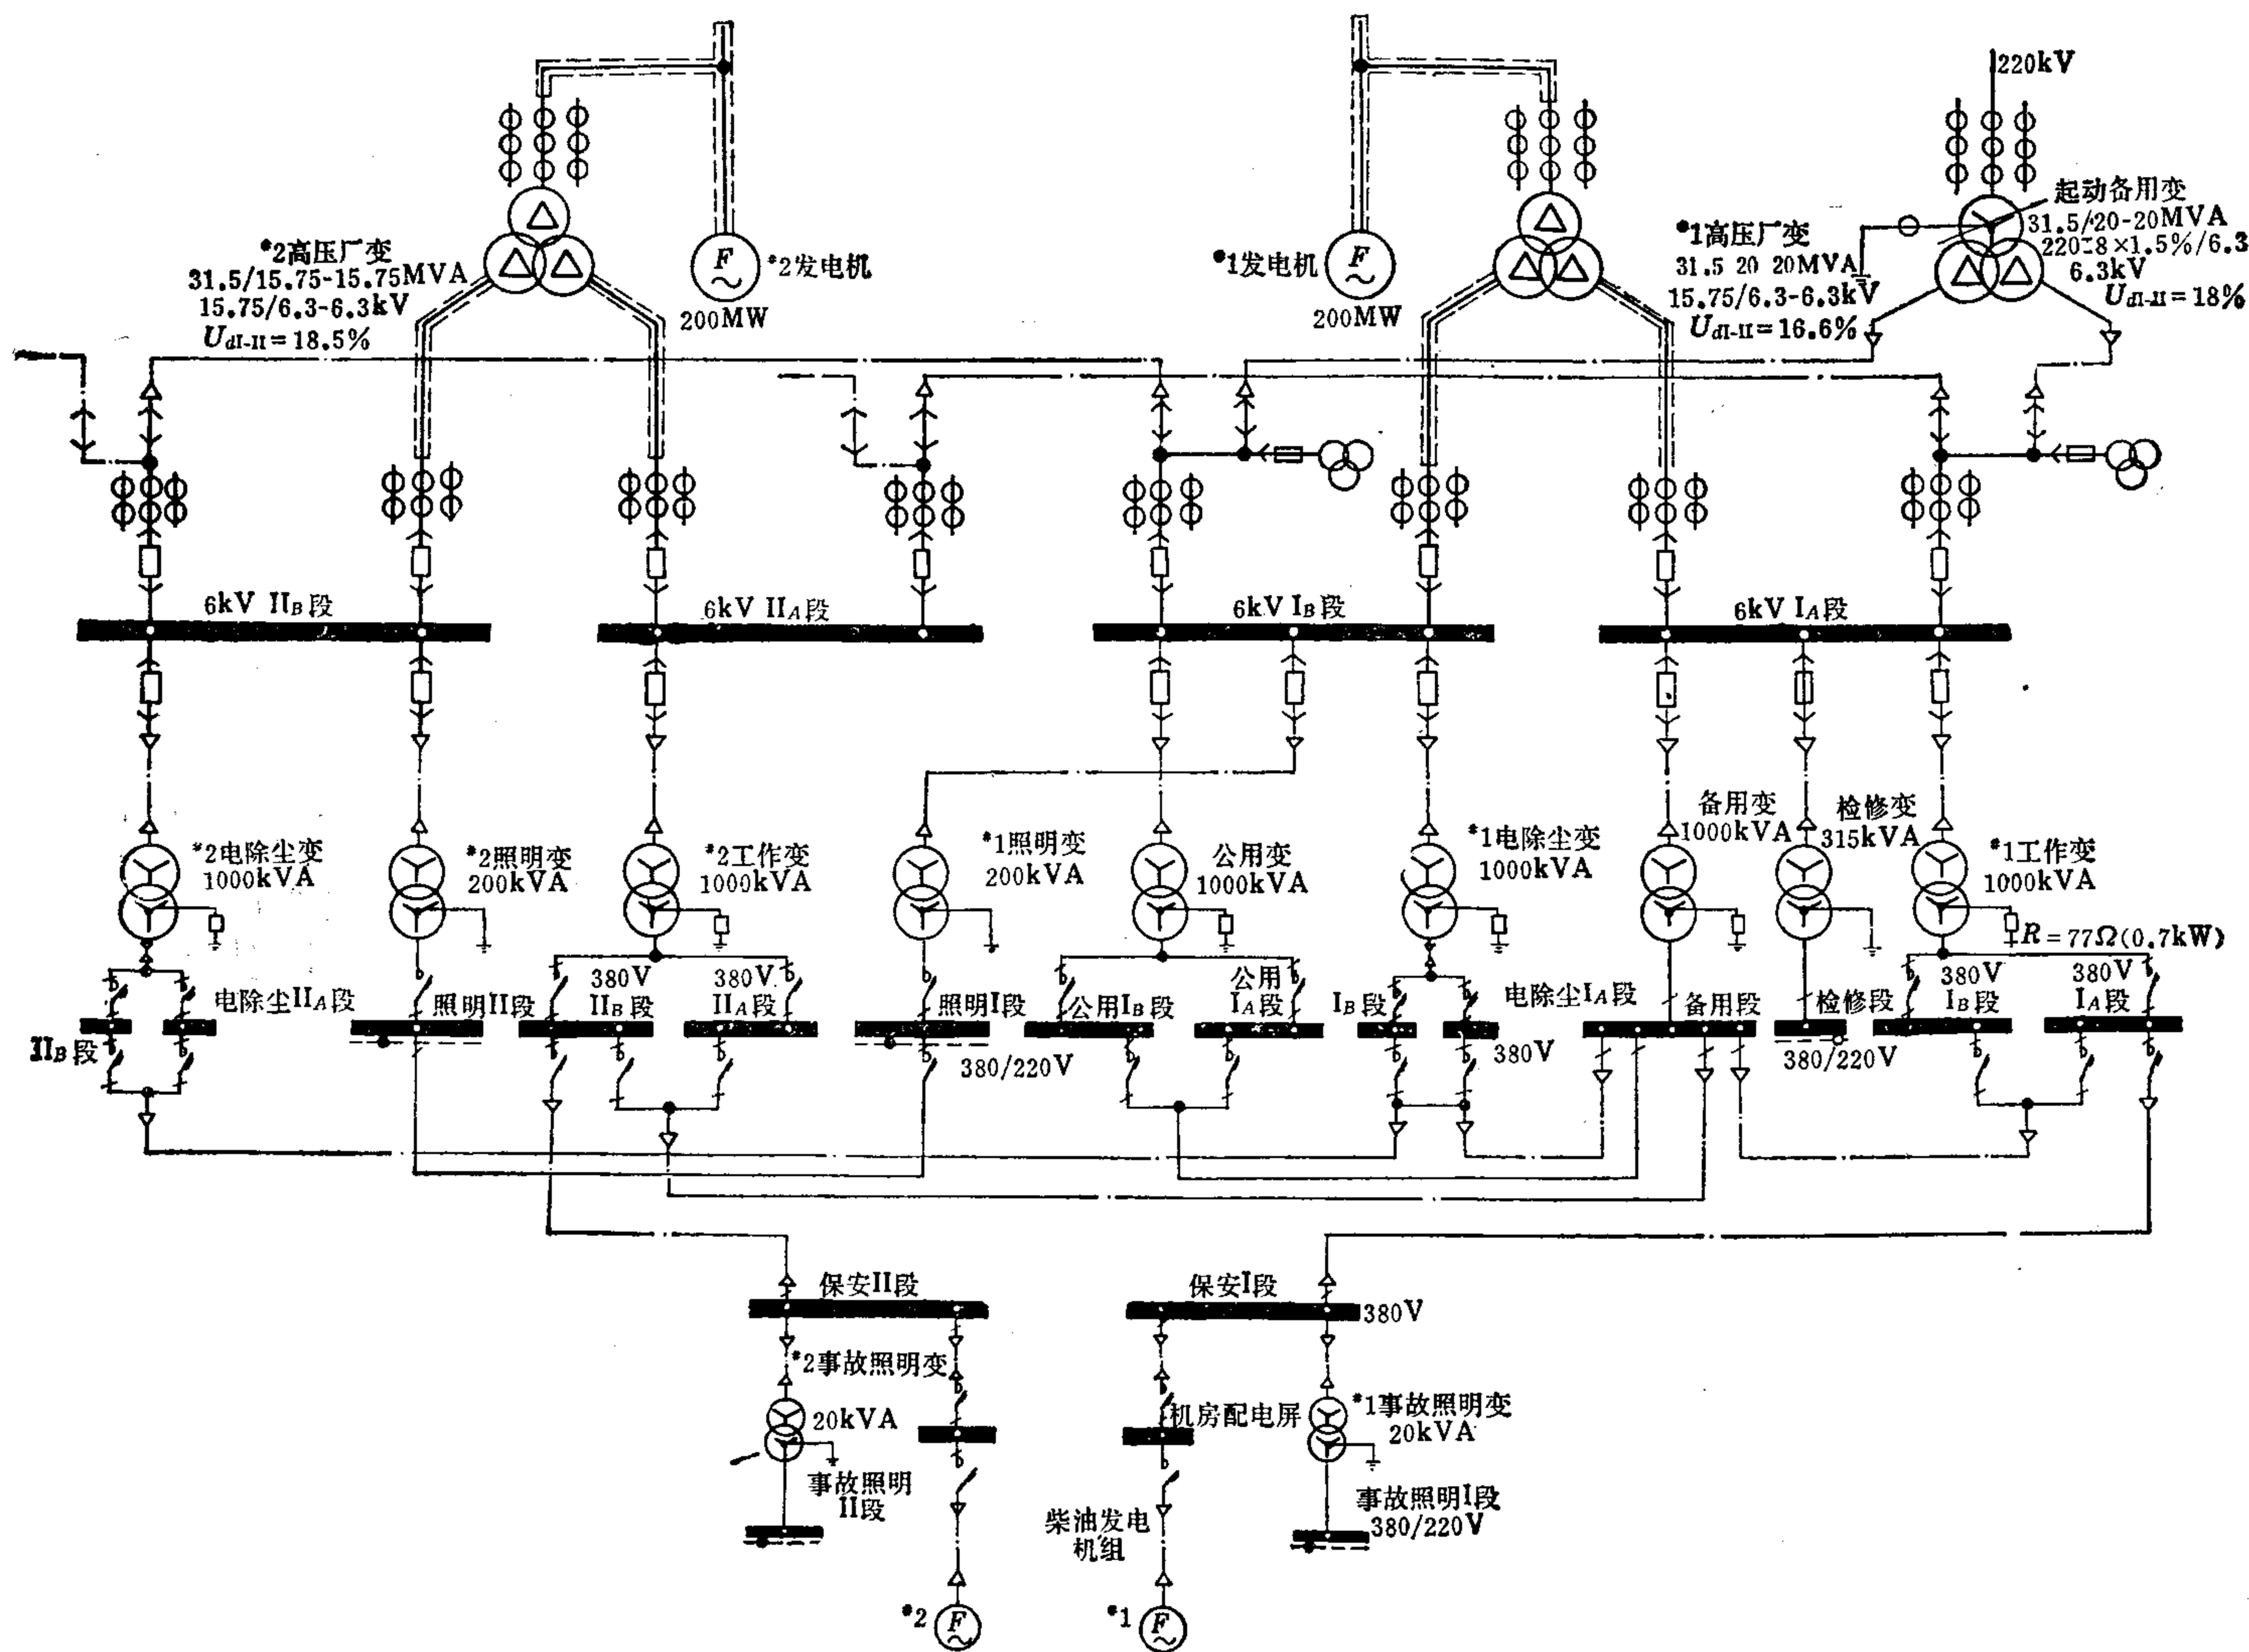 220kV
起动备用变
31.5/20-20MVA
220±8×1.5%/6.3
6.3kV
UdI-II=18%
*2高压厂变
31.5/15.75-15.75MVA
15.75/6.3-6.3kV
UdI-II=18.5%
F
~
*2发电机
200MW
*1发电机
F
~
200MW
*1高压厂变
31.5 20 20MVA
15.75/6.3-6.3kV
UdI-II=16.6%
6kV IIB段
6kV IIA段
6kV IB段
6kV IA段
*2电除尘变
1000kVA
*2照明变
200kVA
*2工作变
1000kVA
*1照明变
200kVA
公用变
1000kVA
*1电除尘变
1000kVA
备用变
1000kVA
检修变
315kVA
*1工作变
1000kVA
R=77Ω(0.7kW)
电除尘IIA段
IIB段
照明II段
380V
IIB段
380V
IIA段
照明I段
380/220V
公用IB段
公用
IA段
IB段
电除尘IA段
380V
备用段
检修段
380/220V
380V
IB段
380V
IA段
保安II段
保安I段
380V
*2事故照明变
20kVA
事故照明
II段
机房配电屏
*1事故照明变
20kVA
柴油发电
机组
事故照明I段
380/220V
*2
F
~
*1
F
~